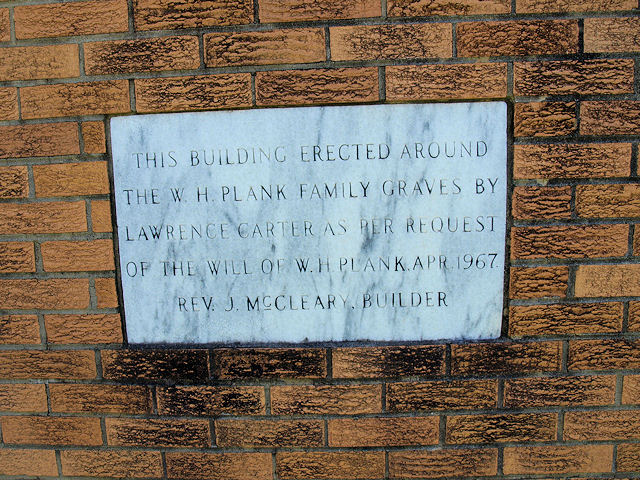 THIS BUILDING ERECTED AROUND
THE W. H. PLANK FAMILY GRAVES BY
LAWRENCE CARTER AS PER REQUEST
OF THE WILL OF W. H. PLANK. APR. 1967.
REV. J. McCLEARY, BUILDER